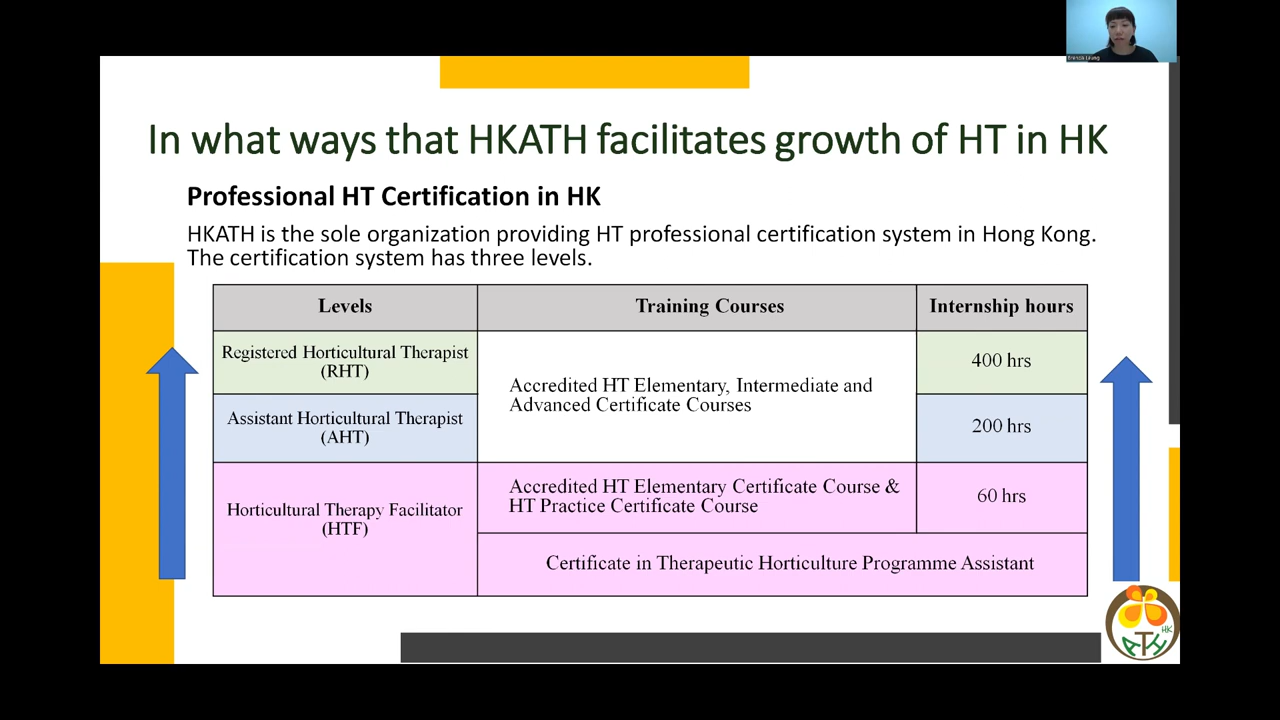 In what ways that HKATH facilitates growth of HT in HK
Professional HT Certification in HK
HKATH is the sole organization providing HT professional certification system in Hong Kong.
The certification system has three levels.
Levels
Training Courses
Internship hours
Registered Horticultural Therapist
(RHT)
Accredited HT Elementary, Intermediate and
Advanced Certificate Courses
400 hrs
Assistant Horticultural Therapist
(AHT)
200 hrs
Horticultural Therapy Facilitator
(HTF)
Accredited HT Elementary Certificate Course &
HT Practice Certificate Course
60 hrs
Certificate in Therapeutic Horticulture Programme Assistant
HK
ATH